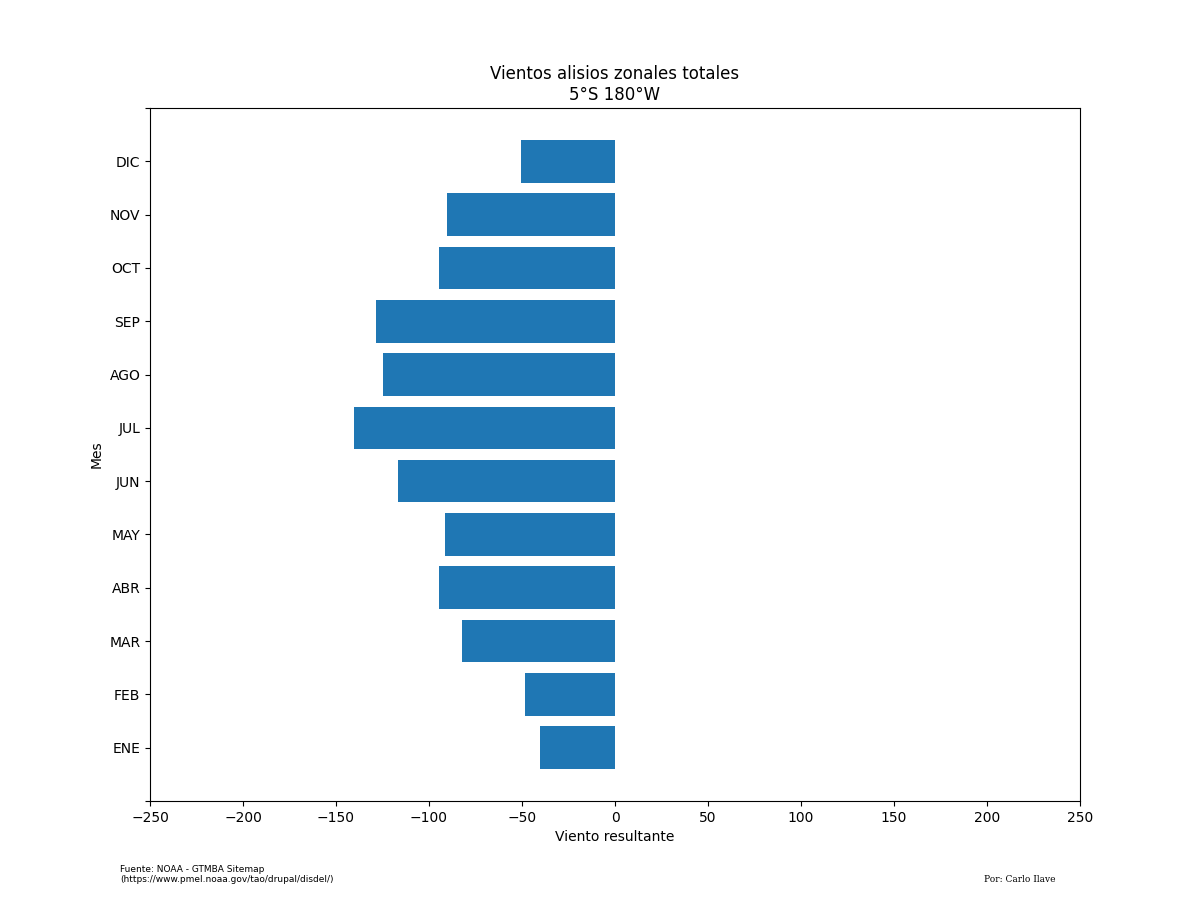 Vientos alisios zonales totales
5°S 180°W
DIC
NOV
OCT
SEP
AGO
JUL
JUN
MAY
ABR
MAR
FEB
ENE
Mes
−250 −200 −150 −100 −50 0 50 100 150 200 250
Viento resultante
Fuente: NOAA - GTMBA Sitemap
(https://www.pmel.noaa.gov/tao/drupal/disdel/)
Por: Carlo Ilave